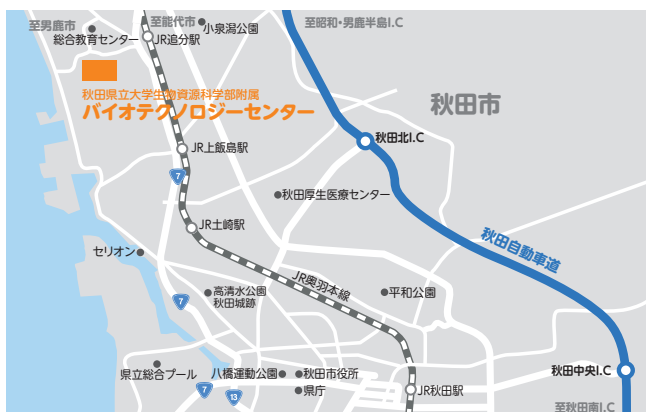 至男鹿市
至能代市
小泉潟公園
至昭和・男鹿半島I.C
総合教育センター
JR追分駅
秋田県立大学生物資源科学部附属
バイオテクノロジーセンター
秋田市
秋田北I.C
JR上飯島駅
7
秋田厚生医療センター
JR土崎駅
秋田自動車道
セリオン
JR奥羽本線
高清水公園
秋田城跡
平和公園
7
県立総合プール
八橋運動公園
秋田市役所
秋田中央I.C
7
13
県庁
JR秋田駅
至秋田南I.C